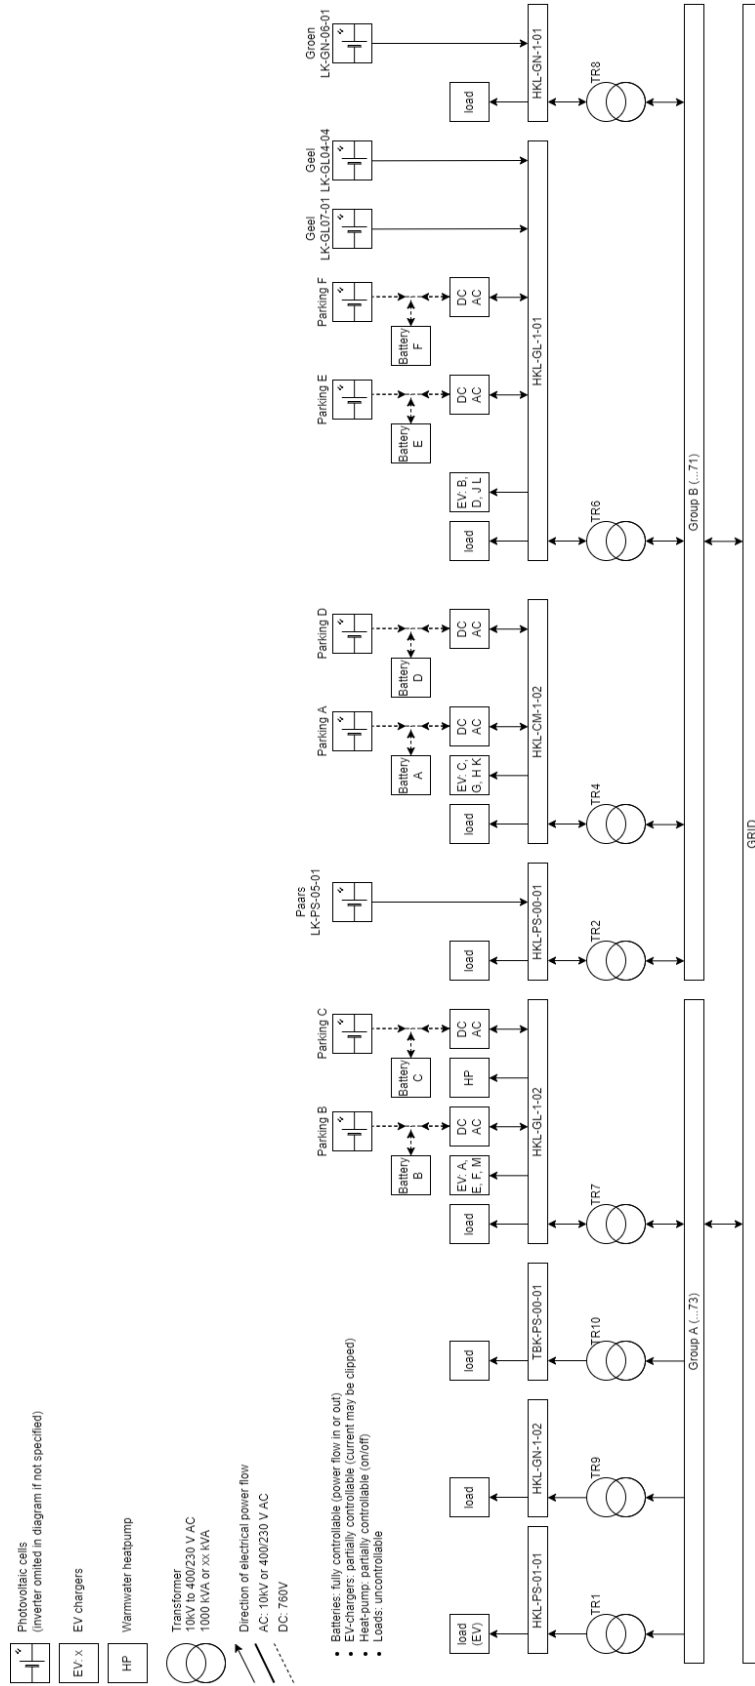 Photovoltaic cells
(inverter omited in diagram if not specified)
EV: x
EV chargers
HP
Warmwater heatpump
Transformer
10kV to 400/230 V AC
1000 kVA or xx kVA
Direction of electrical power flow
AC: 10kV or 400/230 V AC
DC: 760V
• Batteries: fully controllable (power flow in or out)
• EV-chargers: partially controllable (current may be clipped)
• Heat-pump: partially controllable (on/off)
• Loads: uncontrollable
load
(EV)
HKL-PS-01-01
TR1
load
HKL-GN-1-02
TR9
load
TBK-PS-00-01
TR10
Group A (...73)
Parking B
Parking C
Battery
B
Battery
C
load
EV: A,
E, F, M
DC
AC
HP
DC
AC
HKL-GL-1-02
TR7
Paars
LK-PS-05-01
load
HKL-PS-00-01
TR2
Parking A
Parking D
Battery
A
Battery
D
load
EV: C,
G, H K
DC
AC
DC
AC
HKL-CM-1-02
TR4
Parking E
Parking F
Geel
LK-GL07-01
Geel
LK-GL04-04
Battery
E
Battery
F
load
EV: B,
D, J L
DC
AC
DC
AC
HKL-GL-1-01
TR6
Groen
LK-GN-06-01
load
HKL-GN-1-01
TR8
Group B (...71)
GRID